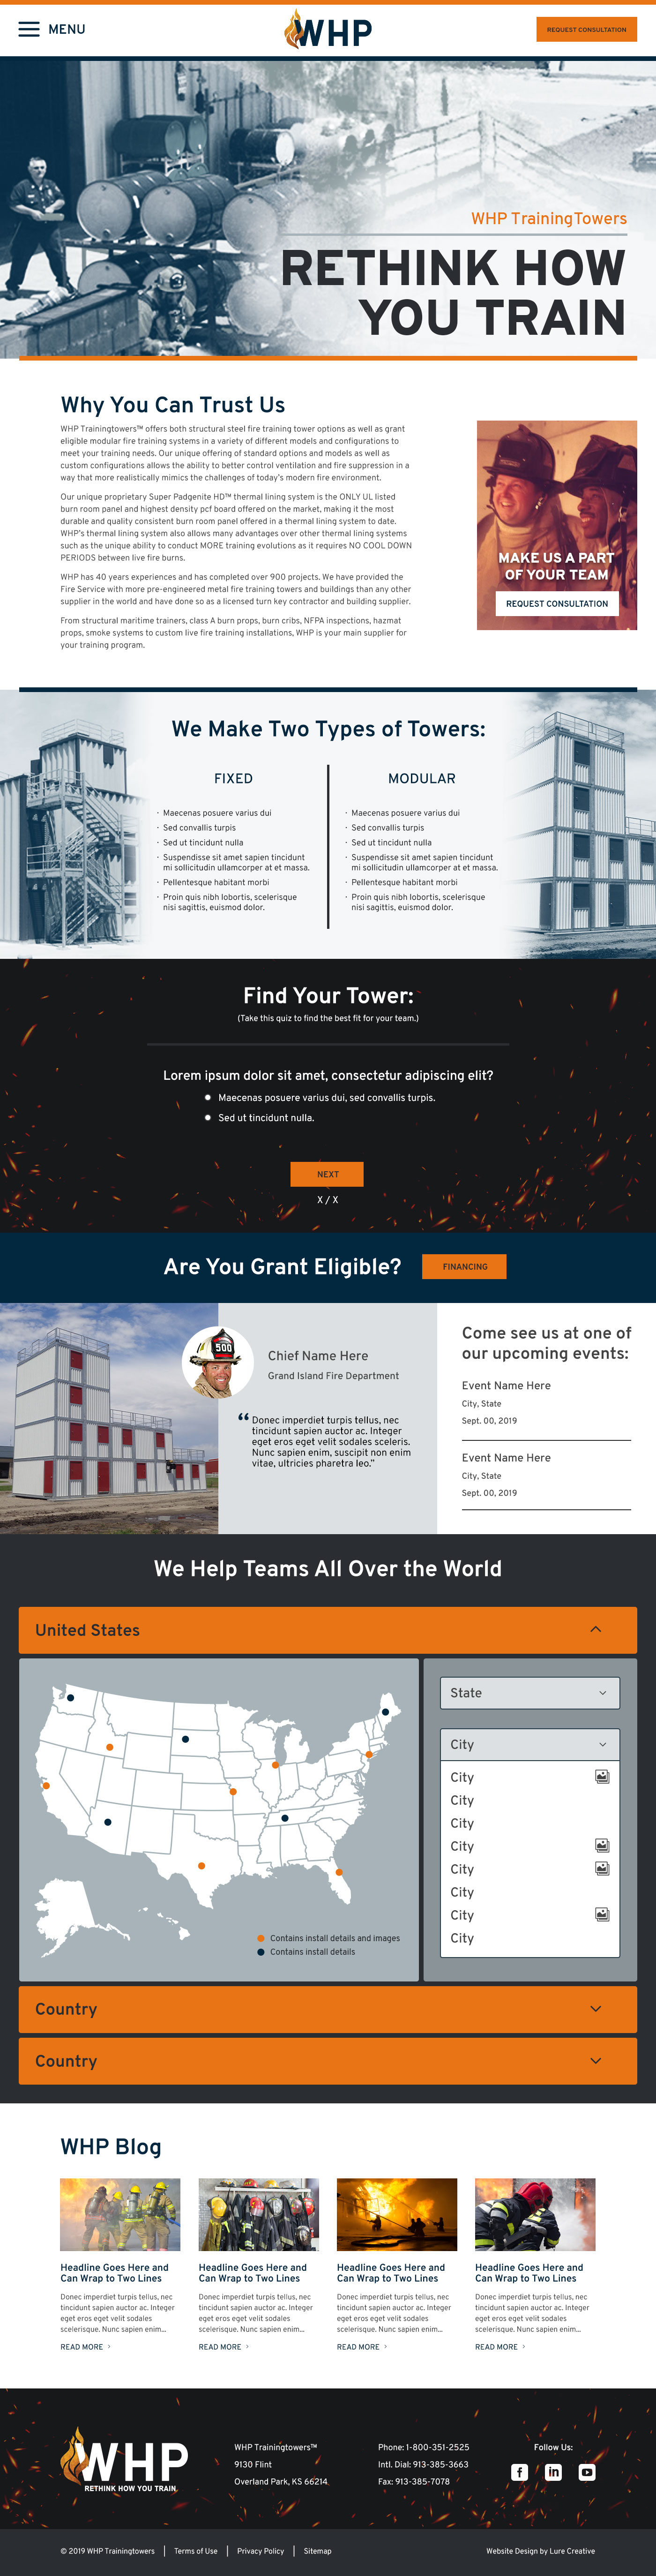 MENU
WHP
REQUEST CONSULTATION
WHP TrainingTowers
RETHINK HOW
YOU TRAIN
Why You Can Trust Us
WHP Trainingtowers™ offers both structural steel fire training tower options as well as grant
eligible modular fire training systems in a variety of different models and configurations to
meet your training needs. Our unique offering of standard options and models as well as
custom configurations allows the ability to better control ventilation and fire suppression in a
way that more realistically mimics the challenges of today's modern fire environment.
Our unique proprietary Super Padgenite HD™ thermal lining system is the ONLY UL listed
burn room panel and highest density pcf board offered on the market, making it the most
durable and quality consistent burn room panel offered in a thermal lining system to date.
WHP's thermal lining system also allows many advantages over other thermal lining systems
such as the unique ability to conduct MORE training evolutions as it requires NO COOL DOWN
PERIODS between live fire burns.
WHP has 40 years experiences and has completed over 900 projects. We have provided the
Fire Service with more pre-engineered metal fire training towers and buildings than any other
supplier in the world and have done so as a licensed turn key contractor and building supplier.
From structural maritime trainers, class A burn props, burn cribs, NFPA inspections, hazmat
props, smoke systems to custom live fire training installations, WHP is your main supplier for
your training program.
MAKE US A PART
OF YOUR TEAM
REQUEST CONSULTATION
We Make Two Types of Towers:
FIXED
· Maecenas posuere varius dui
· Sed convallis turpis
· Sed ut tincidunt nulla
· Suspendisse sit amet sapien tincidunt
mi sollicitudin ullamcorper at et massa.
· Pellentesque habitant morbi
· Proin quis nibh lobortis, scelerisque
nisi sagittis, euismod dolor.
MODULAR
· Maecenas posuere varius dui
· Sed convallis turpis
· Sed ut tincidunt nulla
· Suspendisse sit amet sapien tincidunt
mi sollicitudin ullamcorper at et massa.
· Pellentesque habitant morbi
· Proin quis nibh lobortis, scelerisque
nisi sagittis, euismod dolor.
Find Your Tower:
(Take this quiz to find the best fit for your team.)
Lorem ipsum dolor sit amet, consectetur adipiscing elit?
Maecenas posuere varius dui, sed convallis turpis.
Sed ut tincidunt nulla.
NEXT
X / X
Are You Grant Eligible?
FINANCING
500
Chief Name Here
Grand Island Fire Department
“ Donec imperdiet turpis tellus, nec
tincidunt sapien auctor ac. Integer
eget eros eget velit sodales sceleris.
Nunc sapien enim, suscipit non enim
vitae, ultricies pharetra leo.”
Come see us at one of
our upcoming events:
Event Name Here
City, State
Sept. 00, 2019
Event Name Here
City, State
Sept. 00, 2019
We Help Teams All Over the World
United States
Contains install details and images
Contains install details
State
City
City
City
City
City
City
City
City
City
Country
Country
WHP Blog
Headline Goes Here and
Can Wrap to Two Lines
Donec imperdiet turpis tellus, nec
tincidunt sapien auctor ac. Integer
eget eros eget velit sodales
scelerisque. Nunc sapien enim...
READ MORE ›
Headline Goes Here and
Can Wrap to Two Lines
Donec imperdiet turpis tellus, nec
tincidunt sapien auctor ac. Integer
eget eros eget velit sodales
scelerisque. Nunc sapien enim...
READ MORE ›
Headline Goes Here and
Can Wrap to Two Lines
Donec imperdiet turpis tellus, nec
tincidunt sapien auctor ac. Integer
eget eros eget velit sodales
scelerisque. Nunc sapien enim...
READ MORE ›
Headline Goes Here and
Can Wrap to Two Lines
Donec imperdiet turpis tellus, nec
tincidunt sapien auctor ac. Integer
eget eros eget velit sodales
scelerisque. Nunc sapien enim...
READ MORE ›
WHP
RETHINK HOW YOU TRAIN
WHP Trainingtowers™
9130 Flint
Overland Park, KS 66214
Phone: 1-800-351-2525
Intl. Dial: 913-385-3663
Fax: 913-385-7078
Follow Us:
© 2019 WHP Trainingtowers | Terms of Use | Privacy Policy | Sitemap
Website Design by Lure Creative